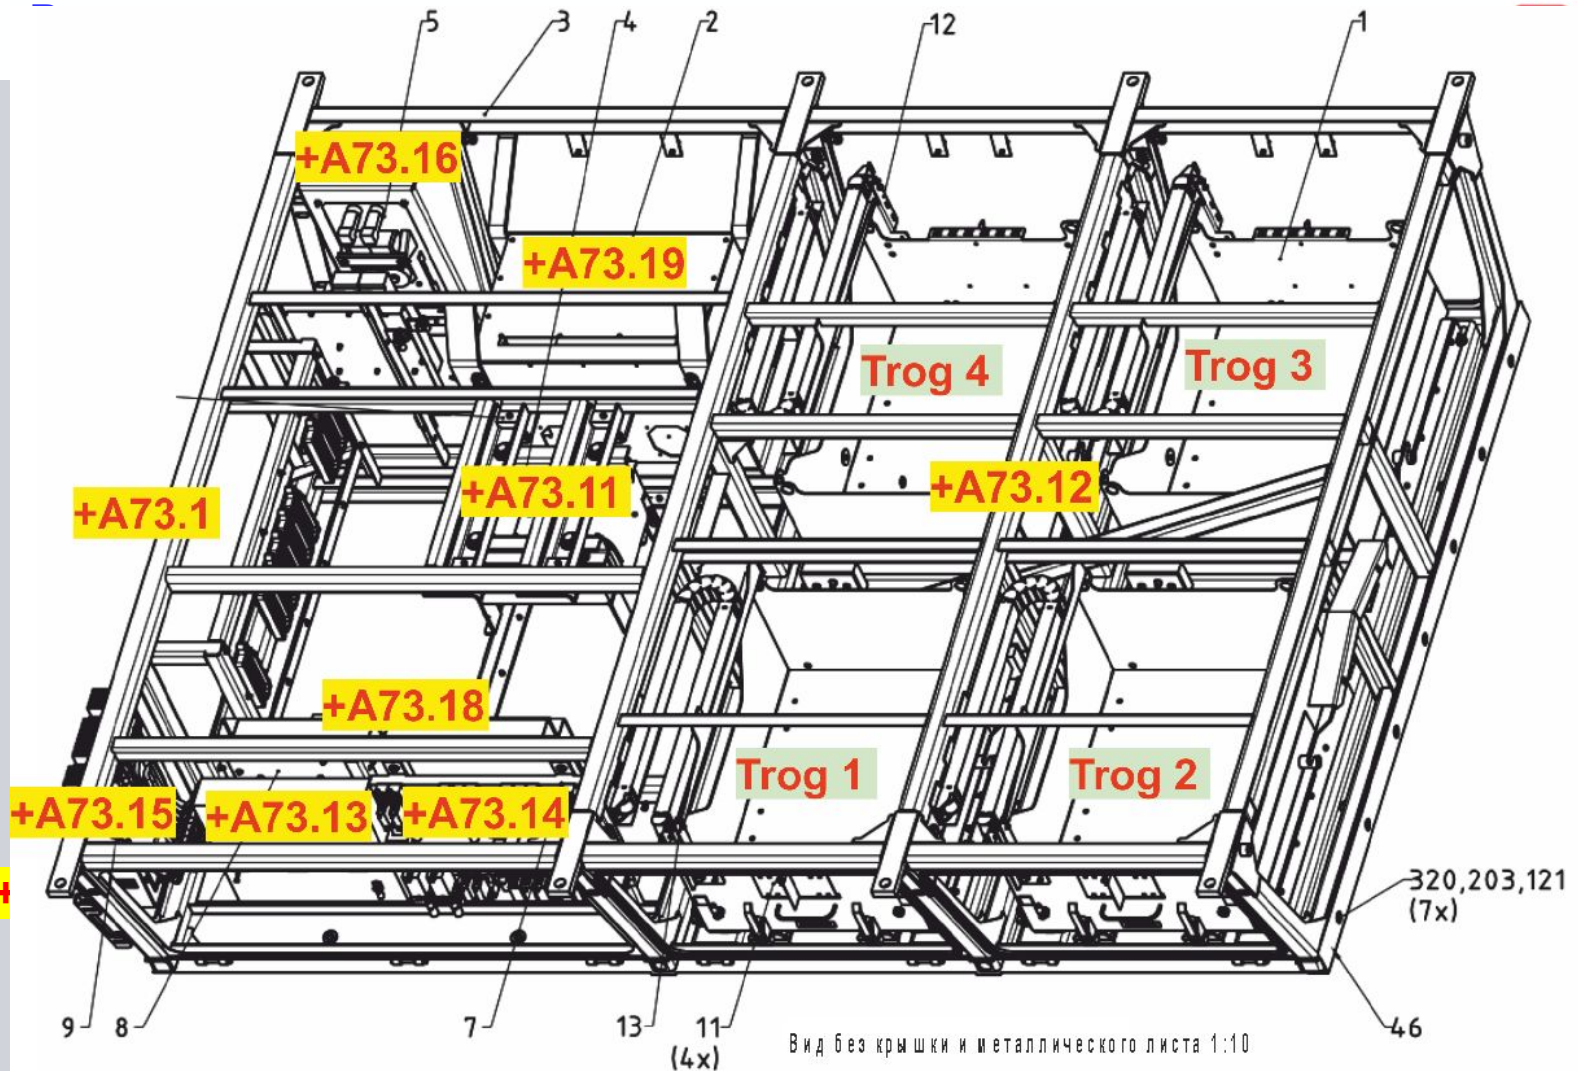 5
3
4
2
12
1
+A73.16
+A73.19
Trog 4
Trog 3
+A73.1
+A73.11
+A73.12
+A73.18
Trog 1
Trog 2
+A73.15
+A73.13
+A73.14
+
320,203,121
(7x)
9
8
7
13
11
(4x)
46
Вид без крышки и металлического листа 1:10